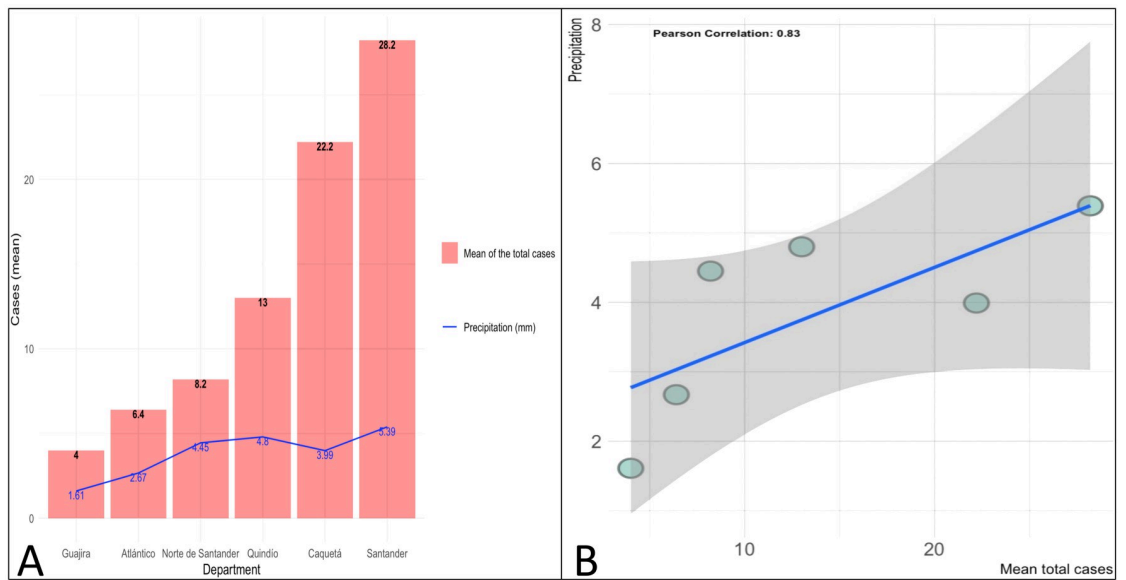 28.2
22.2
20
Mean of the total cases
Cases (mean)
Precipitation (mm)
13
10
8.2
6.4
4
5.39
4.8
4.45
3.99
2.67
1.61
0
Guajira Atlántico Norte de Santander Quindío Caquetá Santander
Department
A
Precipitation
8
Pearson Correlation: 0.83
6
4
2
10 20
Mean total cases
B